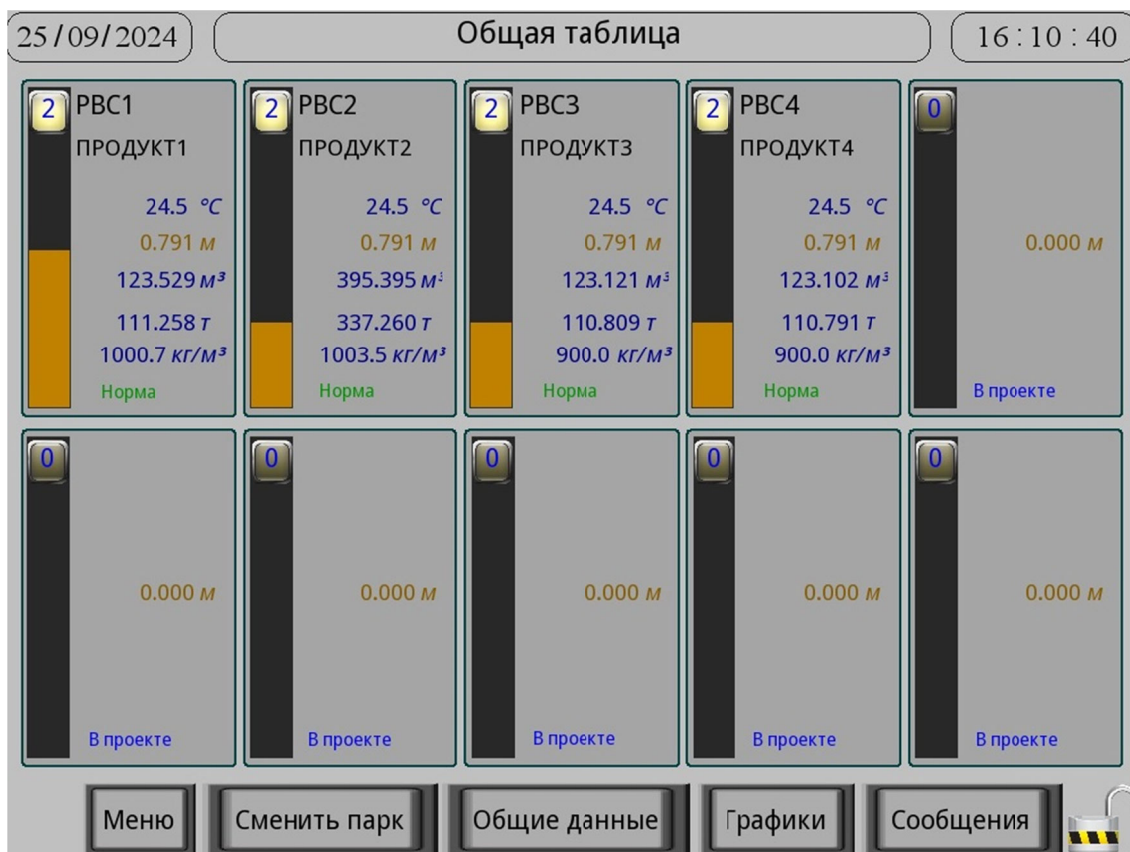 25/09/2024 Общая таблица 16:10:40
2 РВС1
ПРОДУКТ1
24.5 °C
0.791 м
123.529 м³
111.258 т
1000.7 кг/м³
Норма
2 РВС2
ПРОДУКТ2
24.5 °C
0.791 м
395.395 м³
337.260 т
1003.5 кг/м³
Норма
2 РВС3
ПРОДУКТ3
24.5 °C
0.791 м
123.121 м³
110.809 т
900.0 кг/м³
Норма
2 РВС4
ПРОДУКТ4
24.5 °C
0.791 м
123.102 м³
110.791 т
900.0 кг/м³
Норма
0
0.000 м
В проекте
0
0.000 м
В проекте
0
0.000 м
В проекте
0
0.000 м
В проекте
0
0.000 м
В проекте
0
0.000 м
В проекте
Меню Сменить парк Общие данные Графики Сообщения